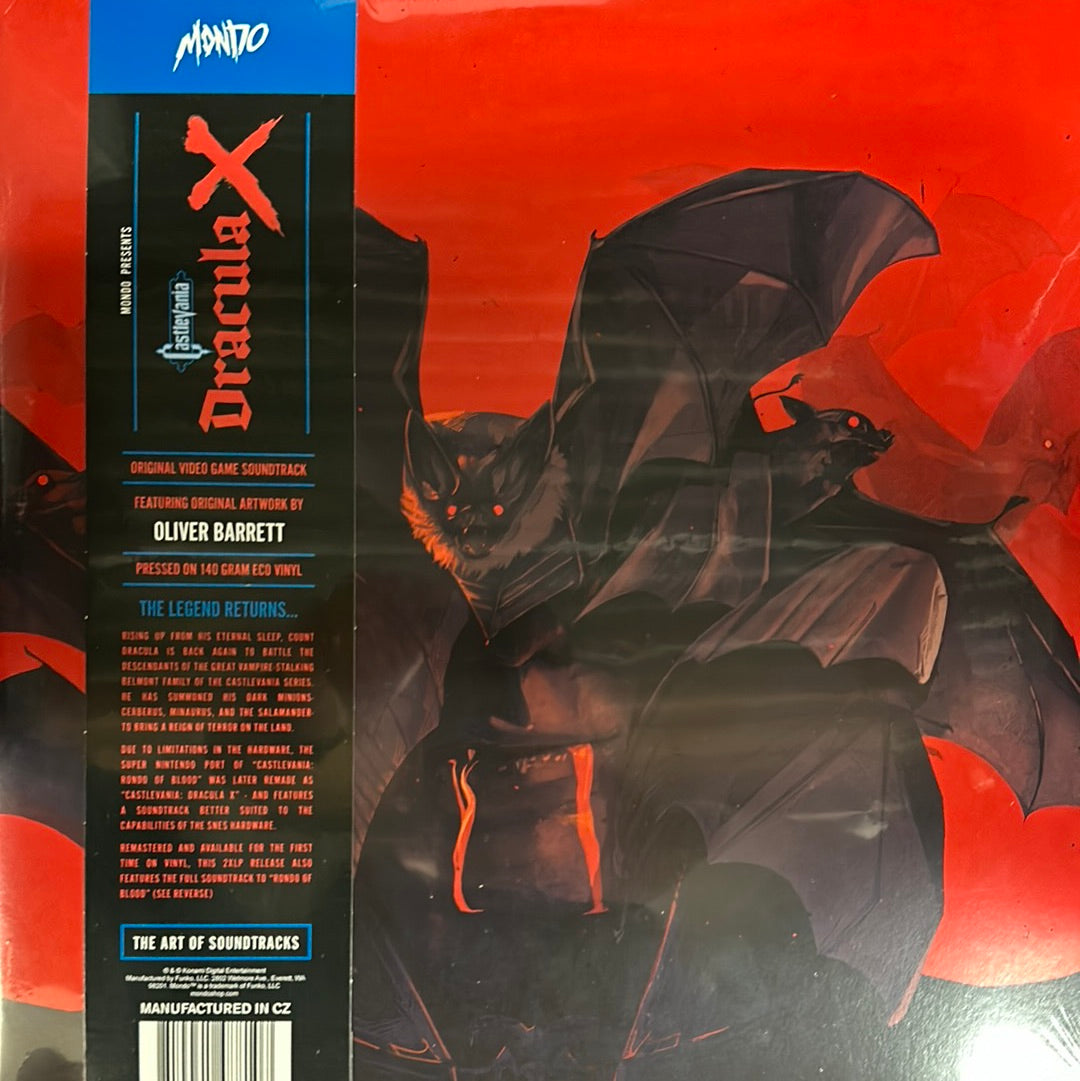 MONDO
MONDO PRESENTS
Castlevania
Dracula X
ORIGINAL VIDEO GAME SOUNDTRACK
FEATURING ORIGINAL ARTWORK BY
OLIVER BARRETT
PRESSED ON 140 GRAM ECO VINYL
THE LEGEND RETURNS...
RISING UP FROM HIS ETERNAL SLEEP, COUNT
DRACULA IS BACK AGAIN TO BATTLE THE
DESCENDANTS OF THE GREAT VAMPIRE-STALKING
BELMONT FAMILY OF THE CASTLEVANIA SERIES.
HE HAS SUMMONED HIS DARK MINIONS-
CERBERUS, MINAURUS, AND THE SALAMANDER-
TO BRING A REIGN OF TERROR ON THE LAND.
DUE TO LIMITATIONS IN THE HARDWARE, THE
SUPER NINTENDO PORT OF "CASTLEVANIA:
RONDO OF BLOOD" WAS LATER REMADE AS
"CASTLEVANIA: DRACULA X" - AND FEATURES
A SOUNDTRACK BETTER SUITED TO THE
CAPABILITIES OF THE SNES HARDWARE.
REMASTERED AND AVAILABLE FOR THE FIRST
TIME ON VINYL, THIS 2XLP RELEASE ALSO
FEATURES THE FULL SOUNDTRACK TO "RONDO OF
BLOOD" (SEE REVERSE)
THE ART OF SOUNDTRACKS
℗ & © Konami Digital Entertainment
Manufactured by Funko, LLC. 2802 Wetmore Ave., Everett, WA
98201. Mondo™ is a trademark of Funko, LLC
mondoshop.com
MANUFACTURED IN CZ